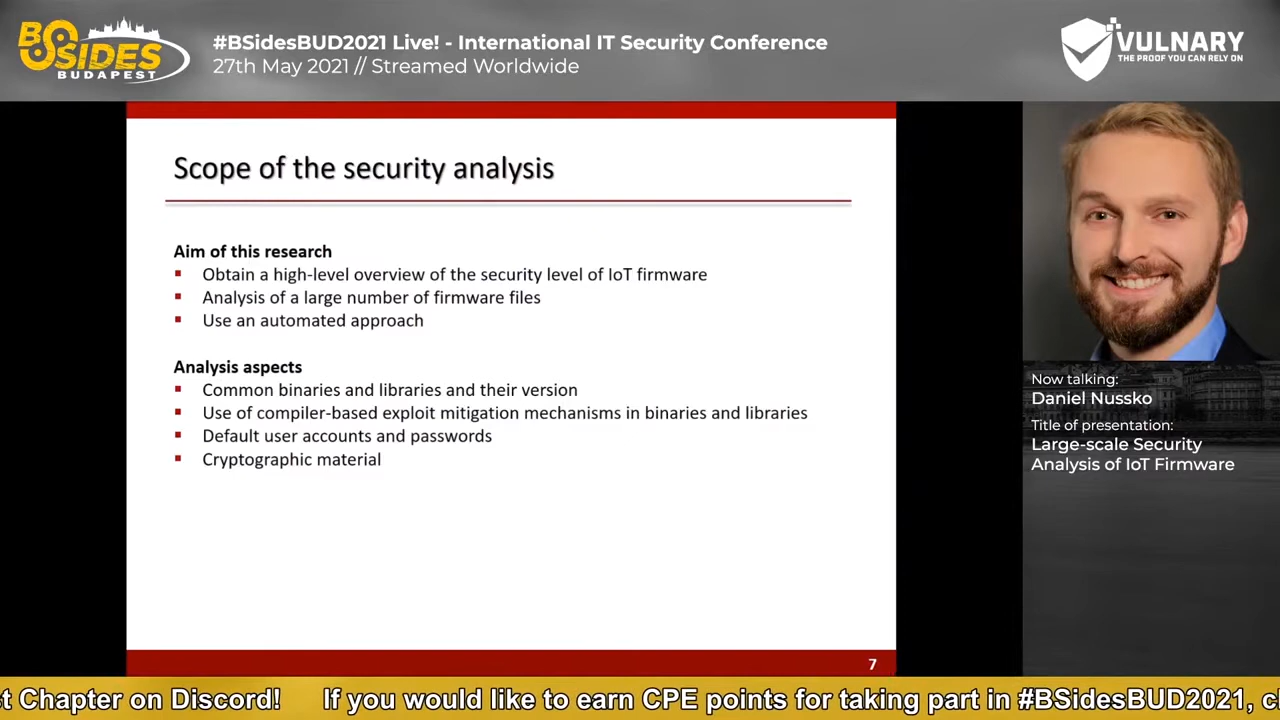 BSIDES
BUDAPEST
#BSidesBUD2021 Live! - International IT Security Conference
27th May 2021 // Streamed Worldwide
VULNARY
THE PROOF YOU CAN RELY ON
Scope of the security analysis
Aim of this research
Obtain a high-level overview of the security level of IoT firmware
Analysis of a large number of firmware files
Use an automated approach
Analysis aspects
Common binaries and libraries and their version
Use of compiler-based exploit mitigation mechanisms in binaries and libraries
Default user accounts and passwords
Cryptographic material
7
Now talking:
Daniel Nussko
Title of presentation:
Large-scale Security
Analysis of IoT Firmware
t Chapter on Discord! If you would like to earn CPE points for taking part in #BSidesBUD2021, c